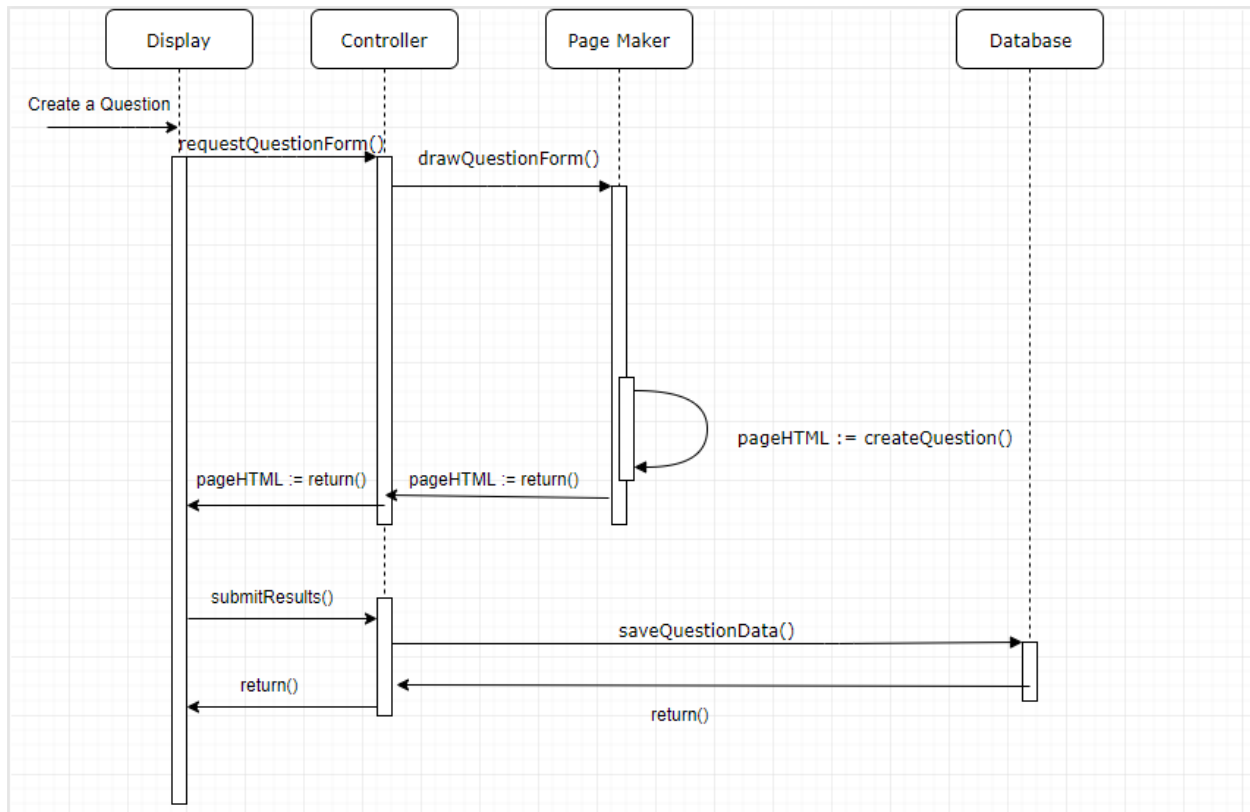 Display
Controller
Page Maker
Database
Create a Question
requestQuestionForm()
drawQuestionForm()
pageHTML := createQuestion()
pageHTML := return()
pageHTML := return()
submitResults()
saveQuestionData()
return()
return()